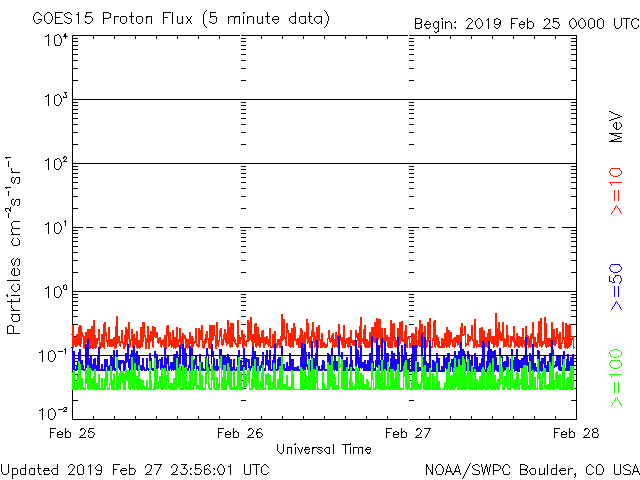 GOES15 Proton Flux (5 minute data)
Begin: 2019 Feb 25 0000 UTC
Particles cm⁻²s⁻¹sr⁻¹
10⁴
10³
10²
10¹
10⁰
10⁻¹
10⁻²
MeV
>=10
>=50
>=100
Feb 25
Feb 26
Feb 27
Feb 28
Universal Time
Updated 2019 Feb 27 23:56:01 UTC
NOAA/SWPC Boulder, CO USA